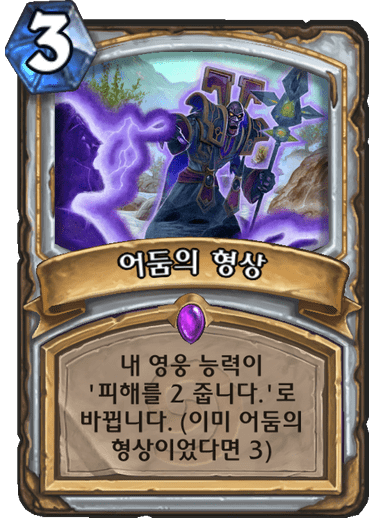 3
어둠의 형상
내 영웅 능력이
'피해를 2 줍니다.'로
바뀝니다. (이미 어둠의
형상이었다면 3)